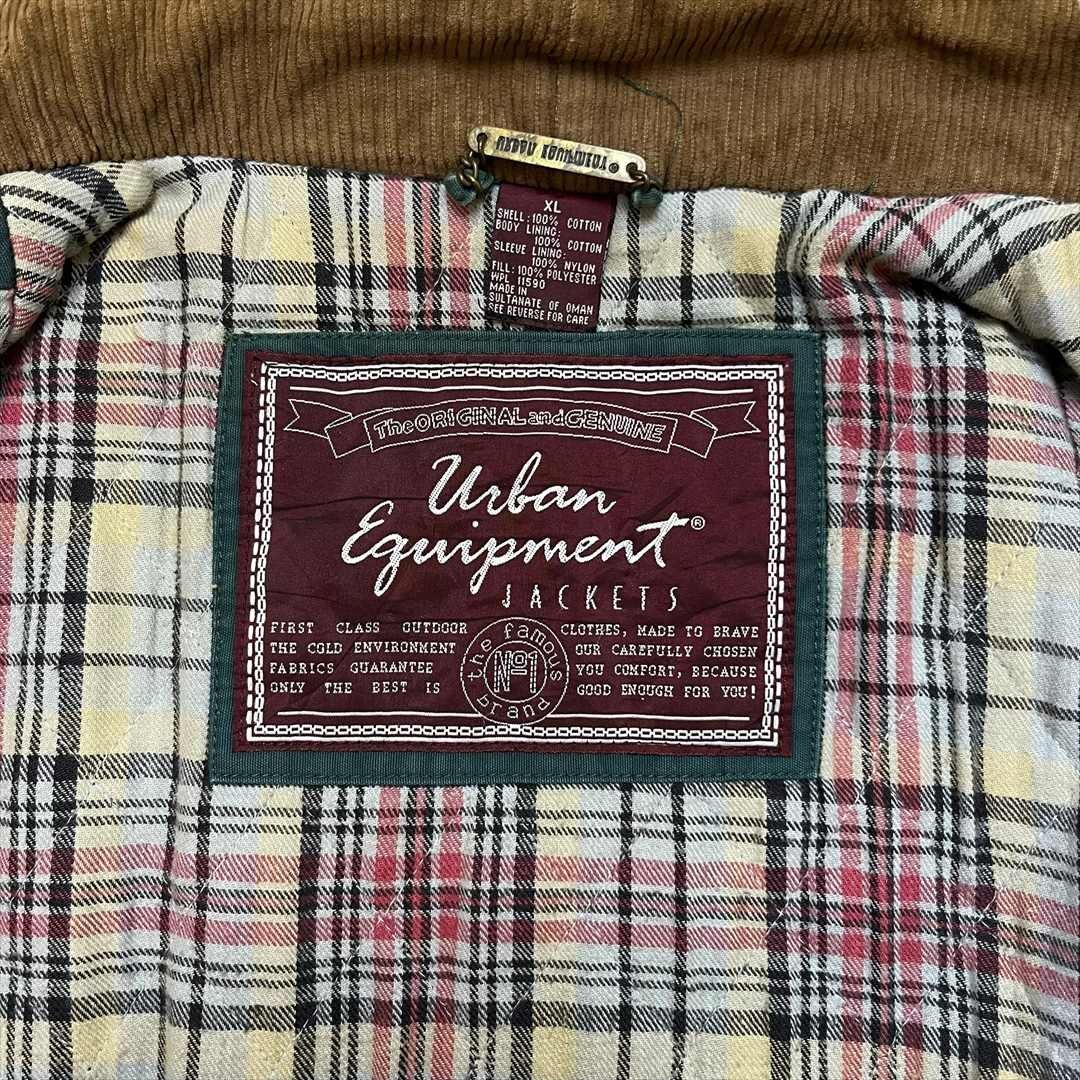 URBAN EQUIPMENT®
XL
SHELL: 100% COTTON
BODY LINING:
100% COTTON
SLEEVE LINING:
100% NYLON
FILL: 100% POLYESTER
WPL 11590
MADE IN
SULTANATE OF OMAN
SEE REVERSE FOR CARE
The ORIGINAL and GENUINE
Urban
Equipment®
JACKETS
FIRST CLASS OUTDOOR CLOTHES, MADE TO BRAVE
THE COLD ENVIRONMENT OUR CAREFULLY CHOSEN
FABRICS GUARANTEE YOU COMFORT, BECAUSE
ONLY THE BEST IS GOOD ENOUGH FOR YOU!
the famous
Nº1
brand